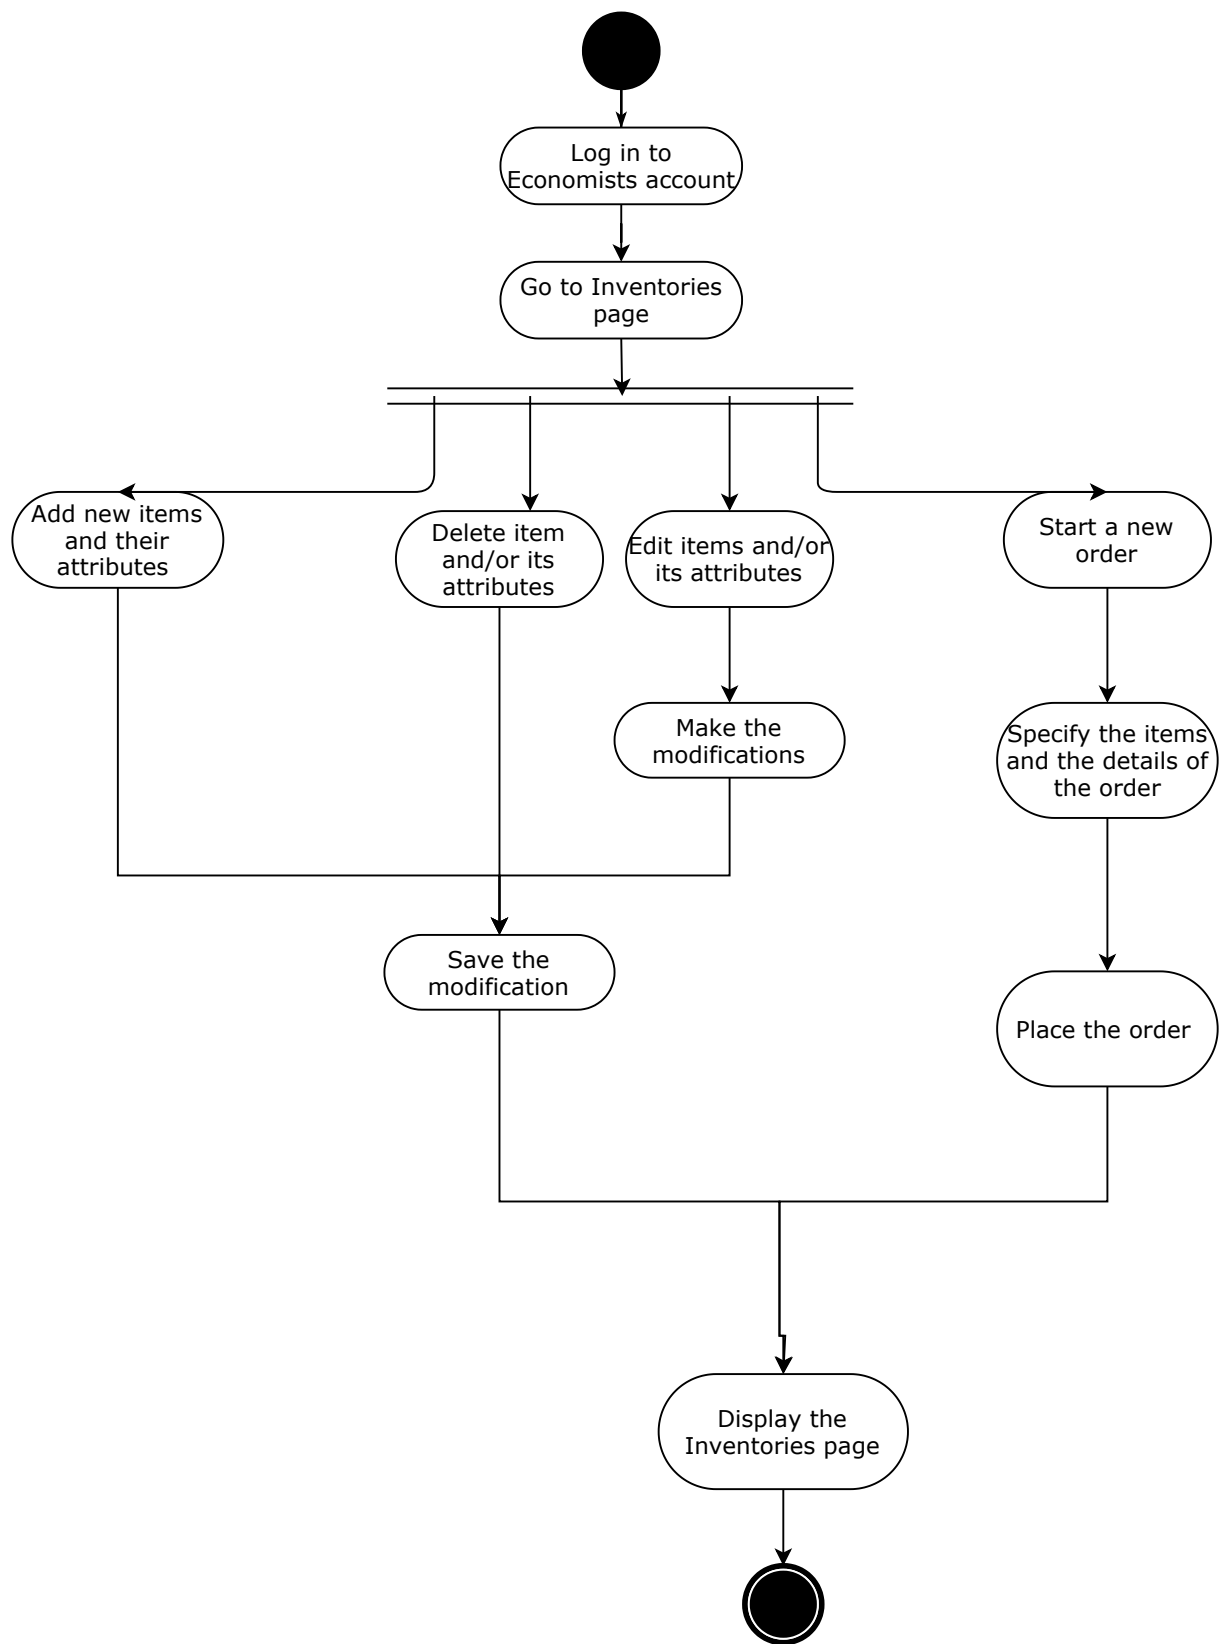 Log in to
Economists account
Go to Inventories
page
Add new items
and their
attributes
Delete item
and/or its
attributes
Edit items and/or
its attributes
Start a new
order
Make the
modifications
Specify the items
and the details of
the order
Save the
modification
Place the order
Display the
Inventories page